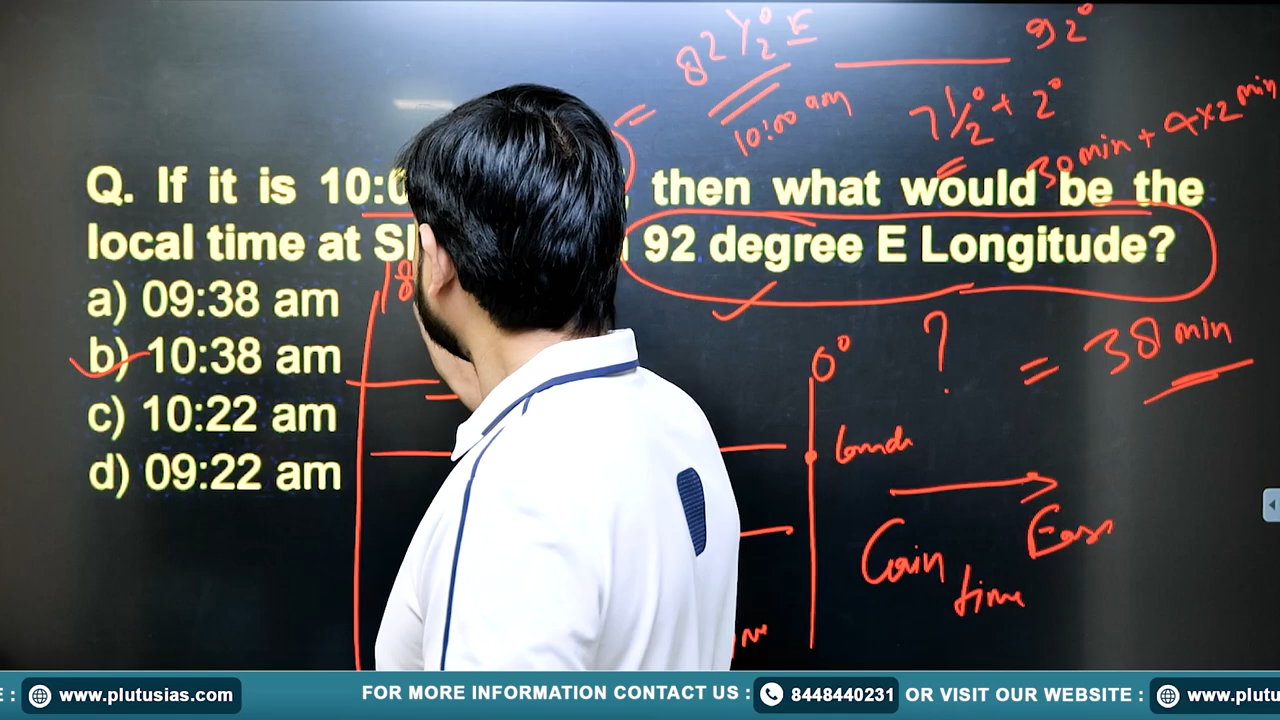 82 ½° E
92°
10:00 am
7 ½° + 2°
=
30 min + 4x2 min
Q. If it is 10:0 then what would be the
local time at 92 degree E Longitude?
a) 09:38 am
b) 10:38 am
c) 10:22 am
d) 09:22 am
18
0°
?
= 38 min
East
Gain
time
: www.plutusias.com FOR MORE INFORMATION CONTACT US : 8448440231 OR VISIT OUR WEBSITE : www.plutu